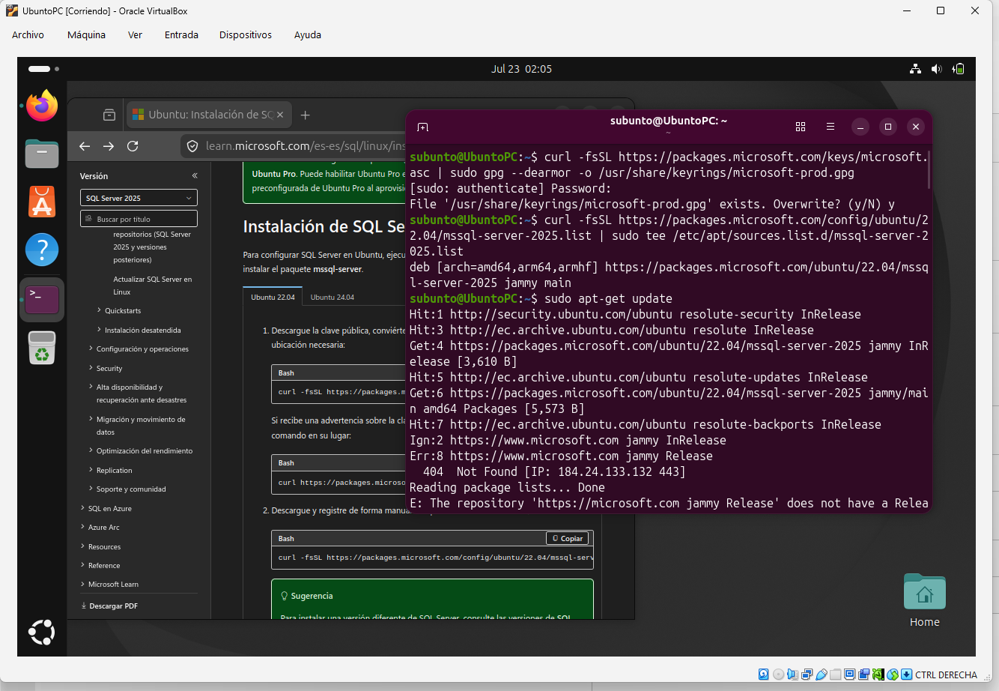 UbuntoPC [Corriendo] - Oracle VirtualBox
Archivo Máquina Ver Entrada Dispositivos Ayuda
Jul 23 02:05
Ubuntu: Instalación de SQ
learn.microsoft.com/es-es/sql/linux/ins
Versión
SQL Server 2025
Buscar por título
repositorios (SQL Server
2025 y versiones
posteriores)
Actualizar SQL Server en
Linux
Quickstarts
Instalación desatendida
Configuración y operaciones
Security
Alta disponibilidad y
recuperación ante desastres
Migración y movimiento de
datos
Optimización del rendimiento
Replication
Soporte y comunidad
SQL en Azure
Azure Arc
Resources
Reference
Microsoft Learn
Descargar PDF
Ubuntu Pro. Puede habilitar Ubuntu Pro e
preconfigurada de Ubuntu Pro al aprovisi
Instalación de SQL Se
Para configurar SQL Server en Ubuntu, ejecu
instalar el paquete mssql-server.
Ubuntu 22.04 Ubuntu 24.04
1. Descargue la clave pública, conviérte
ubicación necesaria:
Bash
curl -fsSL https://packages.m
Si recibe una advertencia sobre la cla
comando en su lugar:
Bash
curl https://packages.microso
2. Descargue y registre de forma manua
Bash Copiar
curl -fsSL https://packages.microsoft.com/config/ubuntu/22.04/mssql-serv
Sugerencia
Para instalar una versión diferente de SQL Server, consulte las versiones de SQL
subunto@UbuntoPC: ~
~
subunto@UbuntoPC:~$ curl -fsSL https://packages.microsoft.com/keys/microsoft.
asc | sudo gpg --dearmor -o /usr/share/keyrings/microsoft-prod.gpg
[sudo: authenticate] Password:
File '/usr/share/keyrings/microsoft-prod.gpg' exists. Overwrite? (y/N) y
subunto@UbuntoPC:~$ curl -fsSL https://packages.microsoft.com/config/ubuntu/2
2.04/mssql-server-2025.list | sudo tee /etc/apt/sources.list.d/mssql-server-2
025.list
deb [arch=amd64,arm64,armhf] https://packages.microsoft.com/ubuntu/22.04/mssq
l-server-2025 jammy main
subunto@UbuntoPC:~$ sudo apt-get update
Hit:1 http://security.ubuntu.com/ubuntu resolute-security InRelease
Hit:3 http://ec.archive.ubuntu.com/ubuntu resolute InRelease
Get:4 https://packages.microsoft.com/ubuntu/22.04/mssql-server-2025 jammy InR
elease [3,610 B]
Hit:5 http://ec.archive.ubuntu.com/ubuntu resolute-updates InRelease
Get:6 https://packages.microsoft.com/ubuntu/22.04/mssql-server-2025 jammy/mai
n amd64 Packages [5,573 B]
Hit:7 http://ec.archive.ubuntu.com/ubuntu resolute-backports InRelease
Ign:2 https://www.microsoft.com jammy InRelease
Err:8 https://www.microsoft.com jammy Release
404 Not Found [IP: 184.24.133.132 443]
Reading package lists... Done
E: The repository 'https://microsoft.com jammy Release' does not have a Relea
Home
CTRL DERECHA